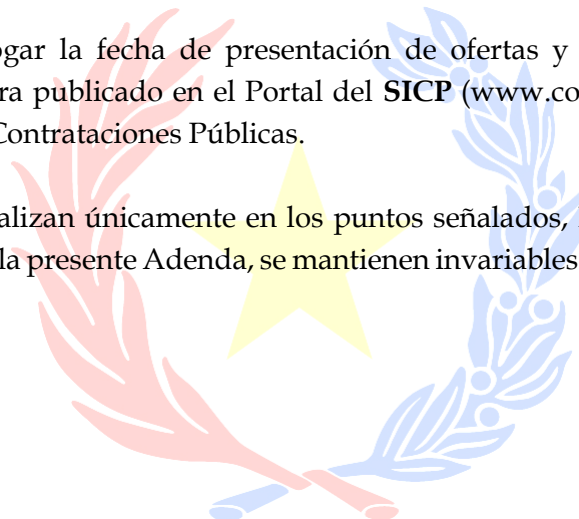 ogar la fecha de presentación de ofertas y
ra publicado en el Portal del SICP (www.co
Contrataciones Públicas.
alizan únicamente en los puntos señalados,
la presente Adenda, se mantienen invariables